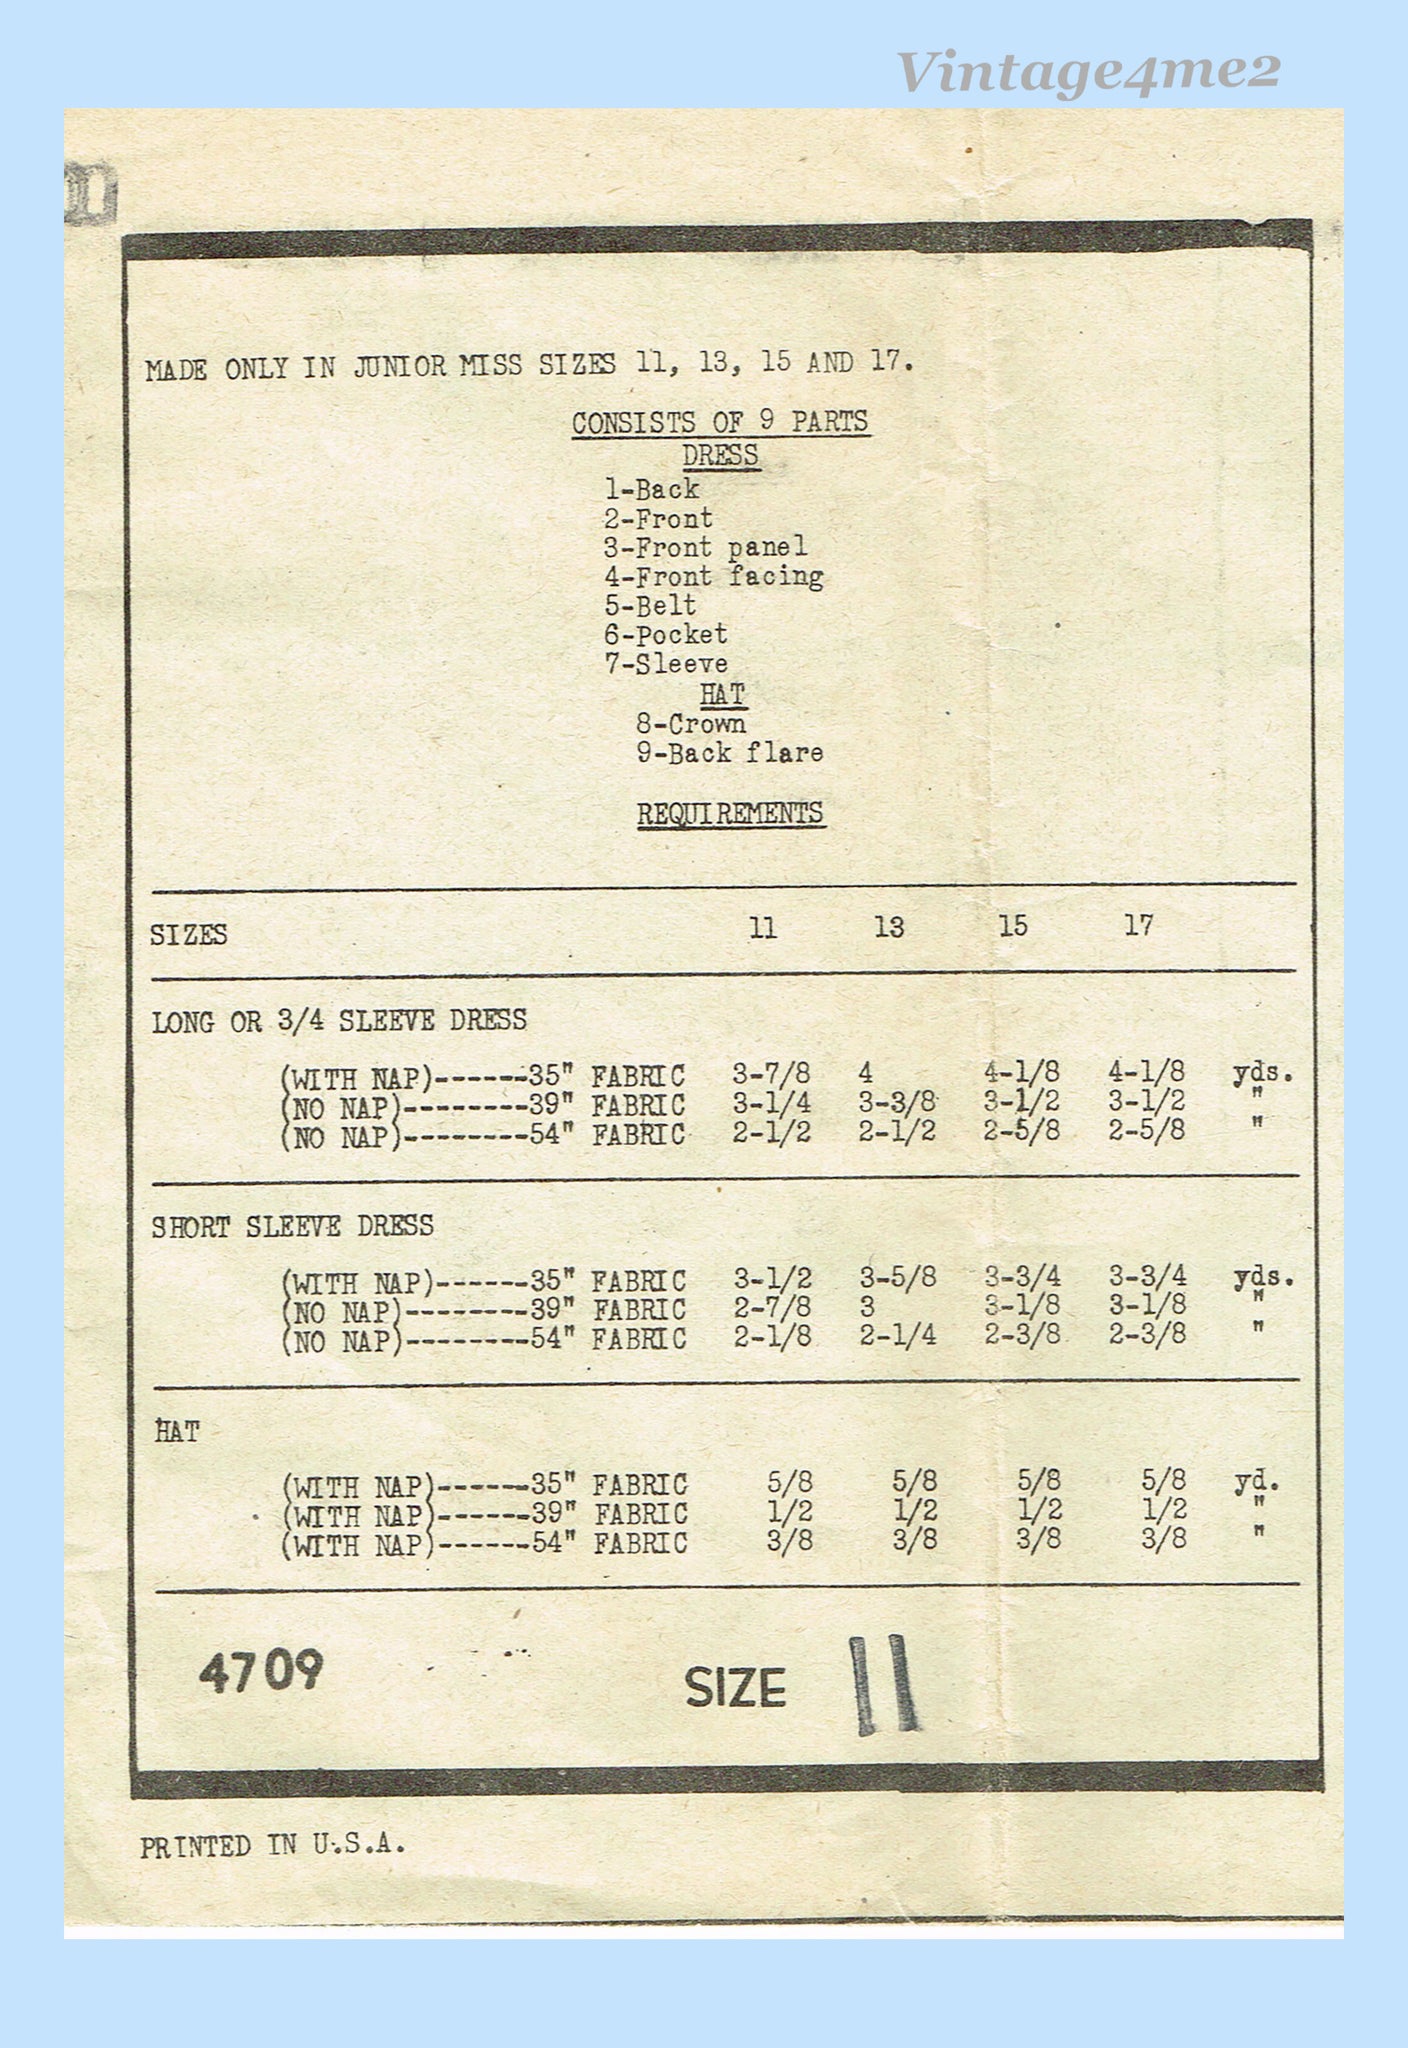 Vintage4me2
MADE ONLY IN JUNIOR MISS SIZES 11, 13, 15 AND 17.
CONSISTS OF 9 PARTS
DRESS
1-Back
2-Front
3-Front panel
4-Front facing
5-Belt
6-Pocket
7-Sleeve
HAT
8-Crown
9-Back flare
REQUIREMENTS
SIZES 11 13 15 17
LONG OR 3/4 SLEEVE DRESS
(WITH NAP)------35" FABRIC 3-7/8 4 4-1/8 4-1/8 yds.
(NO NAP)--------39" FABRIC 3-1/4 3-3/8 3-1/2 3-1/2 "
(NO NAP)--------54" FABRIC 2-1/2 2-1/2 2-5/8 2-5/8 "
SHORT SLEEVE DRESS
(WITH NAP)------35" FABRIC 3-1/2 3-5/8 3-3/4 3-3/4 yds.
(NO NAP)--------39" FABRIC 2-7/8 3 3-1/8 3-1/8 "
(NO NAP)--------54" FABRIC 2-1/8 2-1/4 2-3/8 2-3/8 "
HAT
(WITH NAP)------35" FABRIC 5/8 5/8 5/8 5/8 yd.
(WITH NAP)------39" FABRIC 1/2 1/2 1/2 1/2 "
(WITH NAP)------54" FABRIC 3/8 3/8 3/8 3/8 "
4709 SIZE 11
PRINTED IN U.S.A.